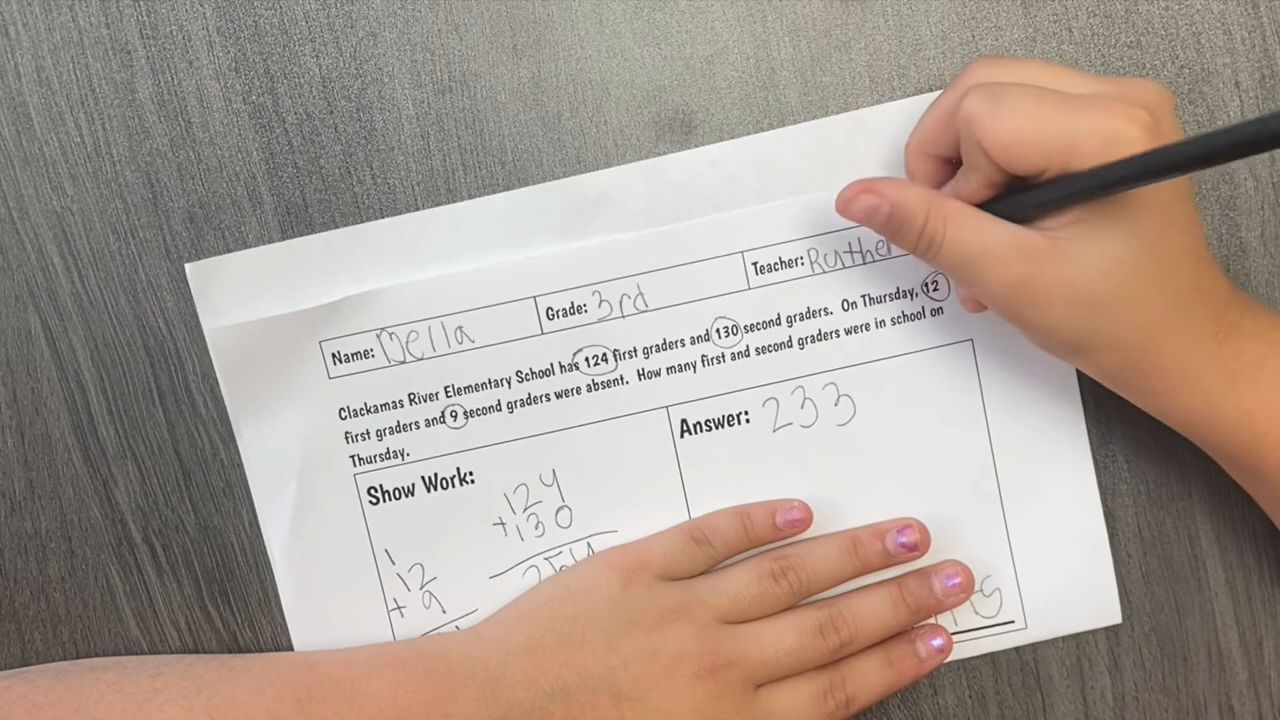 Name: Della Grade: 3rd Teacher: Ruther
Clackamas River Elementary School has 124 first graders and 130 second graders. On Thursday, 12
first graders and 9 second graders were absent. How many first and second graders were in school on
Thursday.
Show Work:
Answer: 233
124
+130
254
1
12
+ 9